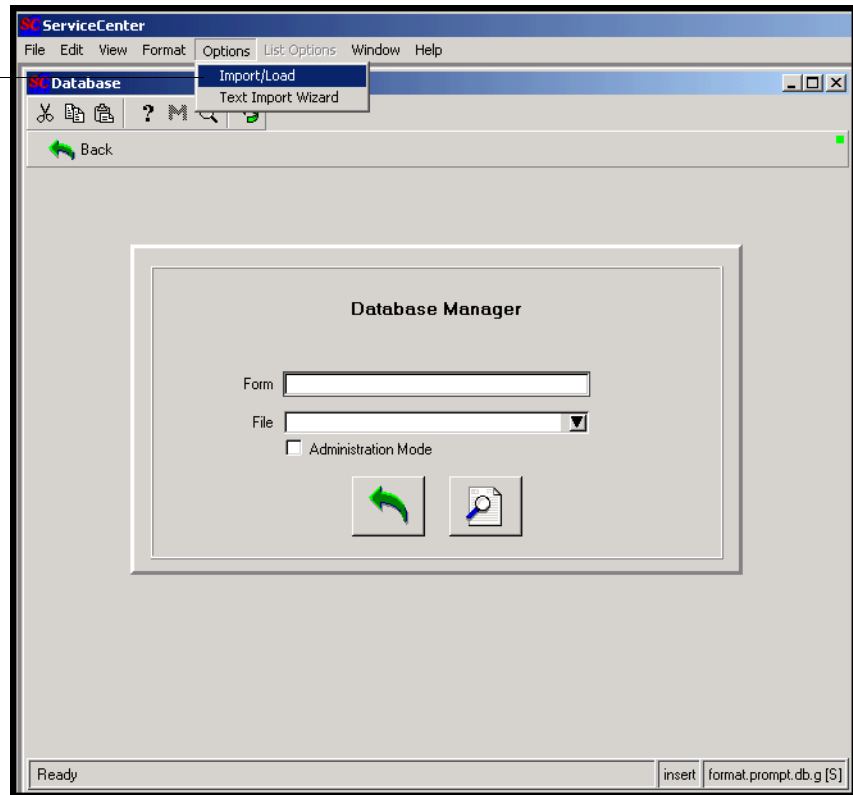 SC ServiceCenter
File Edit View Format Options List Options Window Help
Import/Load
Text Import Wizard
SC Database
? M
Back
Database Manager
Form
File
Administration Mode
Ready insert format.prompt.db.g [S]